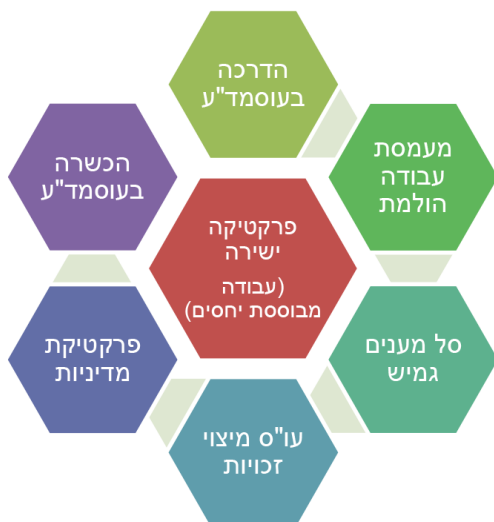 הדרכה
בעוסמד"ע
מעמסת
עבודה
הולמת
הכשרה
בעוסמד"ע
פרקטיקה
ישירה
(עבודה
מבוססת יחסים)
סל מענים
גמיש
פרקטיקת
מדיניות
עו"ס מיצוי
זכויות